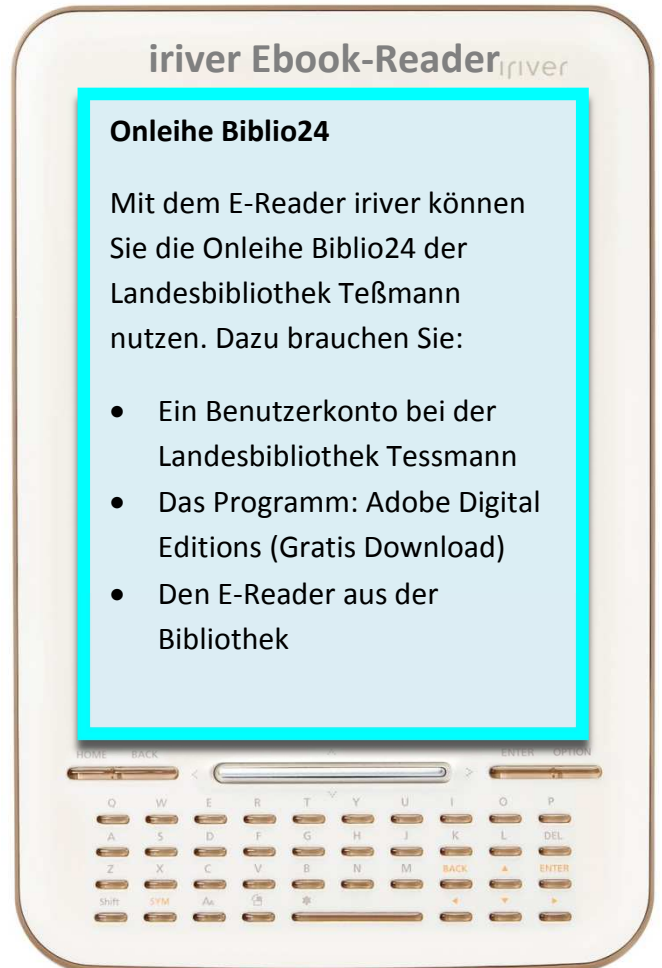 iriver Ebook-Reader iriver
Onleihe Biblio24
Mit dem E-Reader iriver können
Sie die Onleihe Biblio24 der
Landesbibliothek Teßmann
nutzen. Dazu brauchen Sie:
• Ein Benutzerkonto bei der
Landesbibliothek Tessmann
• Das Programm: Adobe Digital
Editions (Gratis Download)
• Den E-Reader aus der
Bibliothek
HOME BACK ENTER OPTION
Q W E R T Y U I O P
A S D F G H J K L DEL
Z X C V B N M BACK ▲ ENTER
Shift SYM AA ✽ ◄ ▼ ►